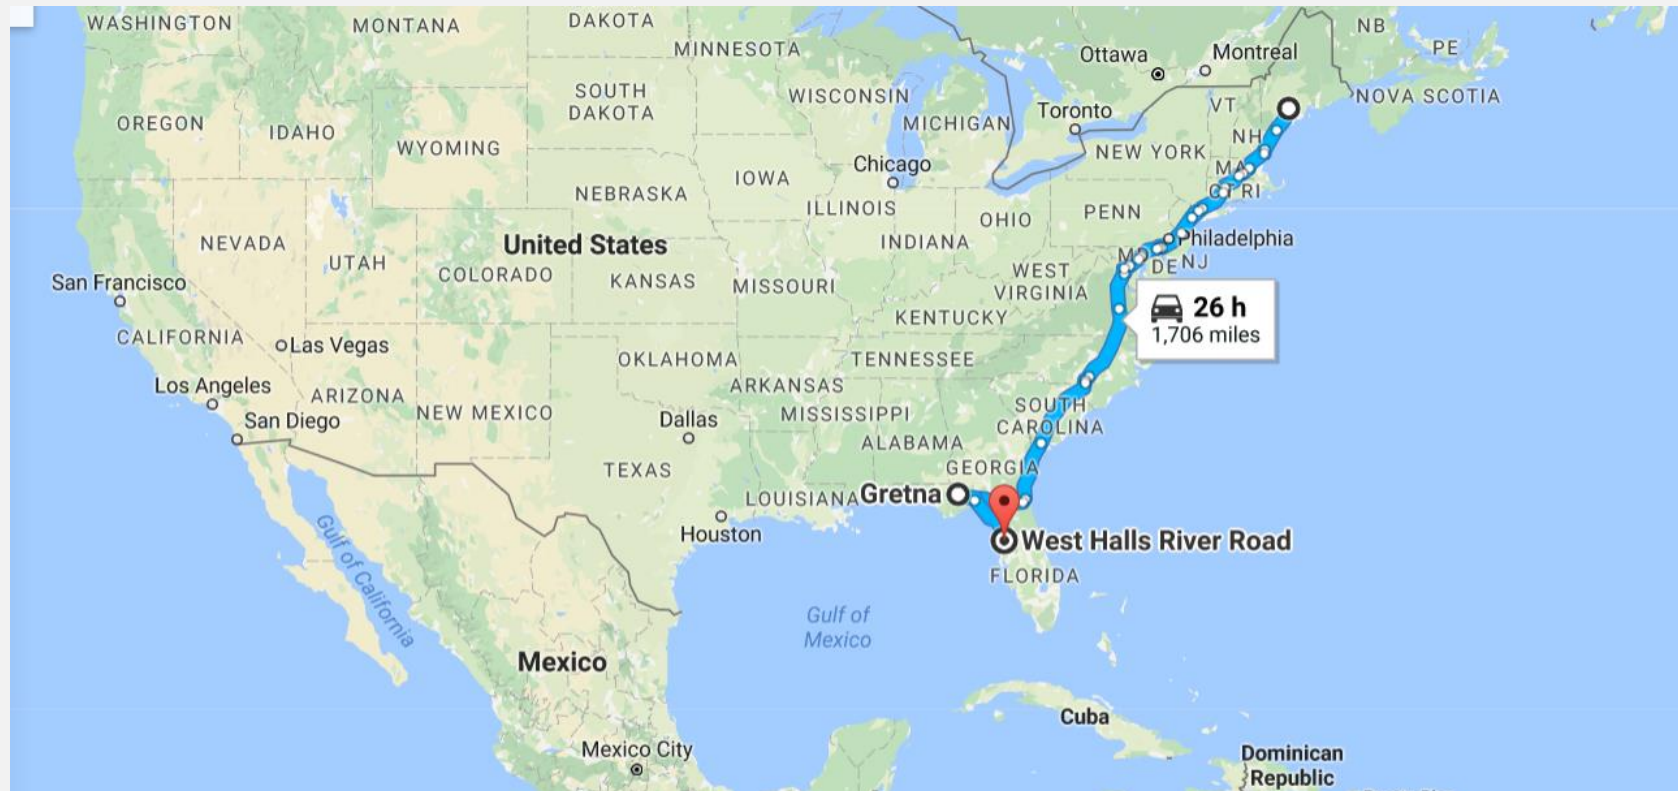 WASHINGTON
MONTANA
DAKOTA
MINNESOTA
Ottawa
Montreal
NB
PE
OREGON
IDAHO
SOUTH
DAKOTA
WISCONSIN
MICHIGAN
Toronto
VT
NOVA SCOTIA
WYOMING
NH
NEW YORK
Chicago
MA
NEBRASKA
IOWA
CT RI
ILLINOIS
OHIO
PENN
NEVADA
United States
INDIANA
Philadelphia
UTAH
COLORADO
KANSAS
MISSOURI
WEST
VIRGINIA
MD
DE
NJ
San Francisco
26 h
1,706 miles
KENTUCKY
CALIFORNIA
Las Vegas
OKLAHOMA
TENNESSEE
Los Angeles
ARIZONA
NEW MEXICO
ARKANSAS
San Diego
Dallas
MISSISSIPPI
SOUTH
CAROLINA
ALABAMA
TEXAS
GEORGIA
LOUISIANA
Gretna
Houston
West Halls River Road
FLORIDA
Gulf of California
Gulf of
Mexico
Mexico
Cuba
Mexico City
Dominican
Republic